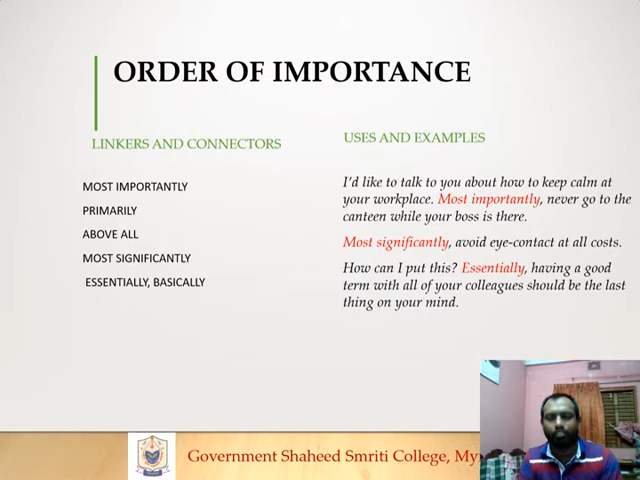 ORDER OF IMPORTANCE
LINKERS AND CONNECTORS
MOST IMPORTANTLY
PRIMARILY
ABOVE ALL
MOST SIGNIFICANTLY
ESSENTIALLY, BASICALLY
USES AND EXAMPLES
I’d like to talk to you about how to keep calm at
your workplace. Most importantly, never go to the
canteen while your boss is there.
Most significantly, avoid eye-contact at all costs.
How can I put this? Essentially, having a good
term with all of your colleagues should be the last
thing on your mind.
Government Shaheed Smriti College,